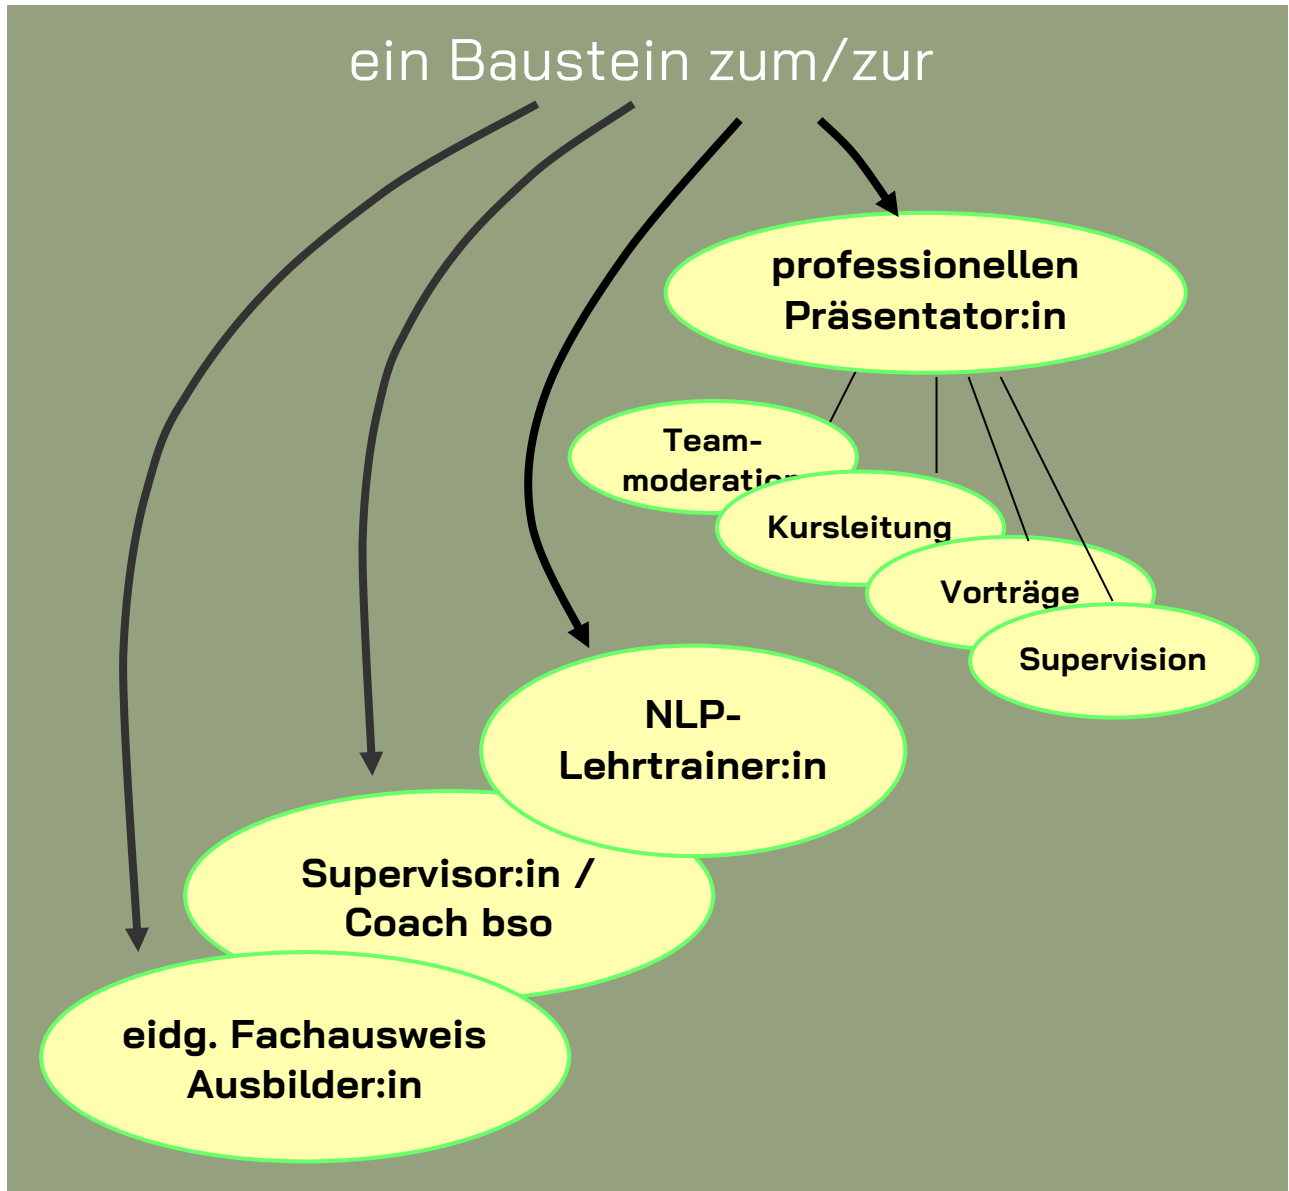 ein Baustein zum/zur
professionellen
Präsentator:in
Team-
moderation
Kursleitung
Vorträge
Supervision
NLP-
Lehrtrainer:in
Supervisor:in /
Coach bso
eidg. Fachausweis
Ausbilder:in